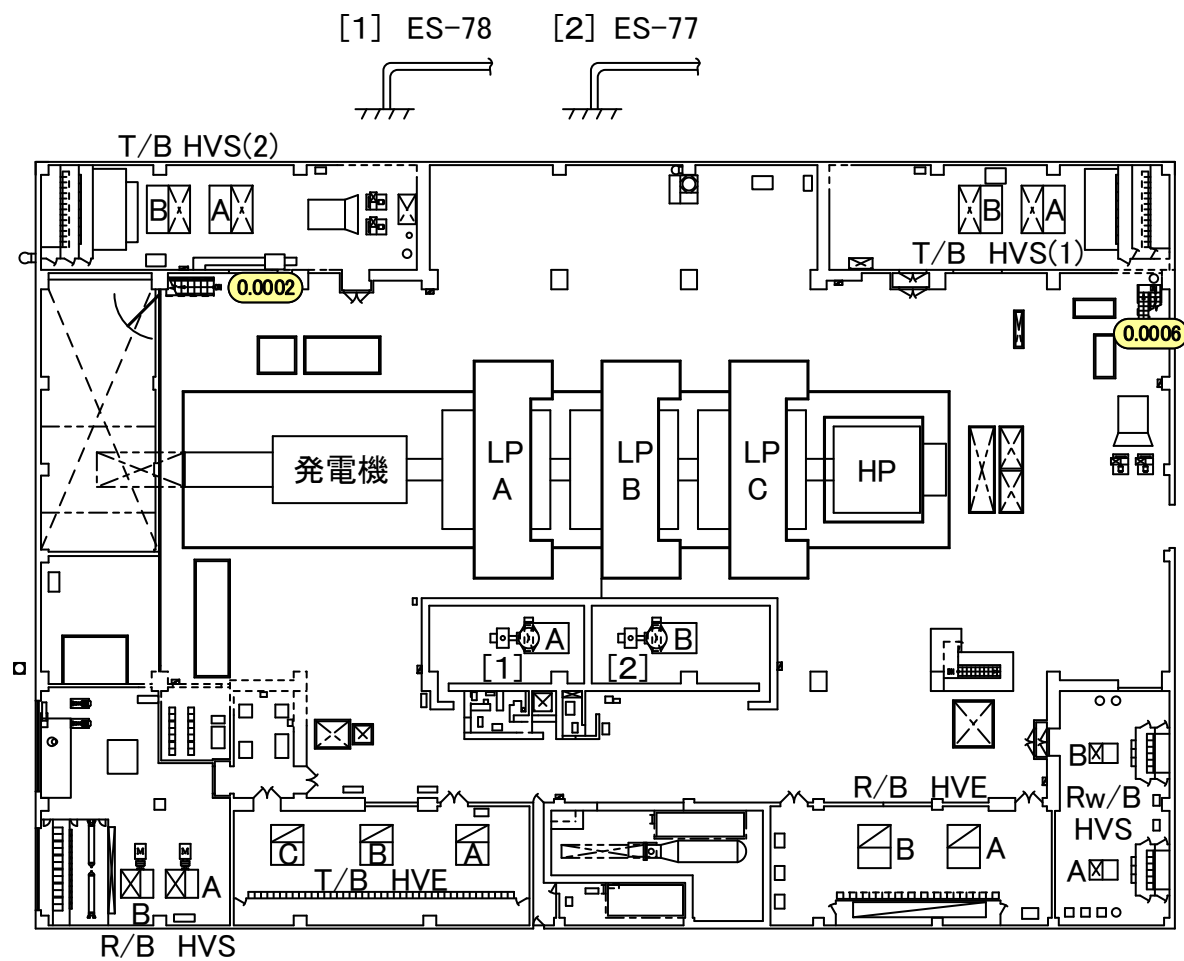 [1] ES-78 [2] ES-77
T/B HVS(2)
B A
B A
T/B HVS(1)
0.0002
0.0006
発電機
LP
A
LP
B
LP
C
HP
A
B
[1]
[2]
R/B HVE
B
Rw/B
HVS
A
C B A
T/B HVE
B A
M M
A
B
R/B HVS